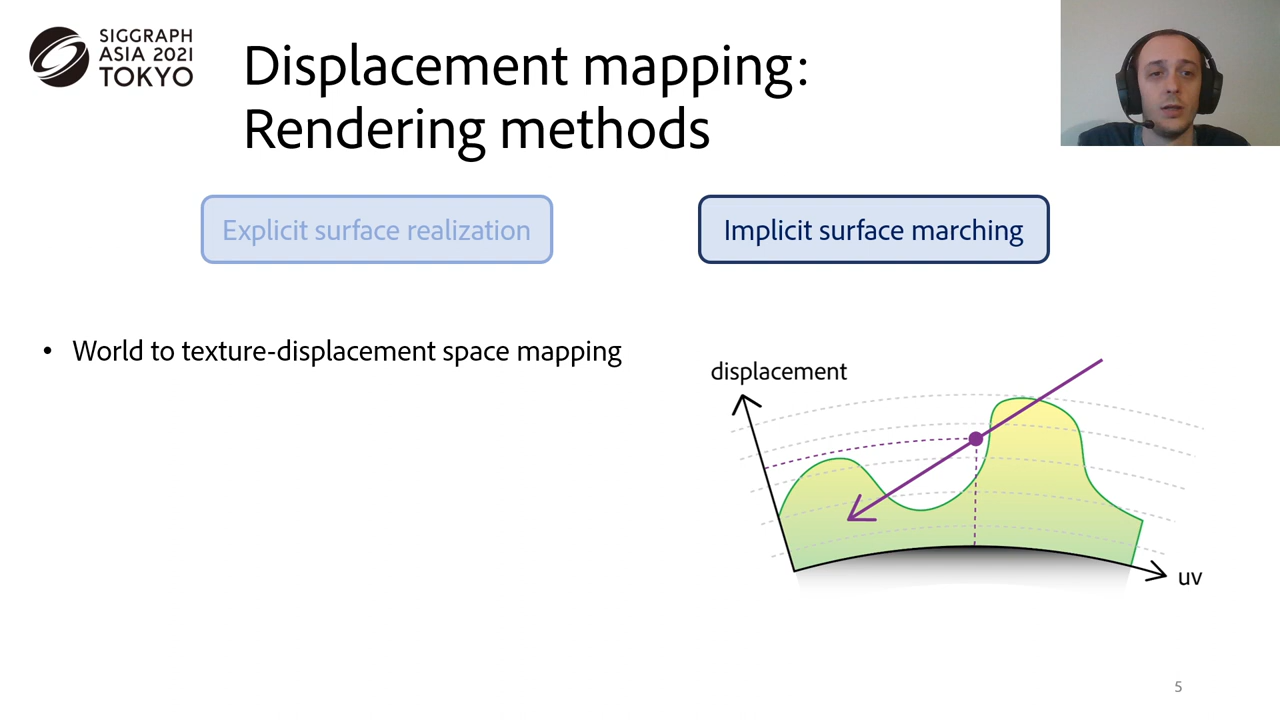 SIGGRAPH
ASIA 2021
TOKYO
Displacement mapping:
Rendering methods
Explicit surface realization
Implicit surface marching
• World to texture-displacement space mapping
displacement
uv
5